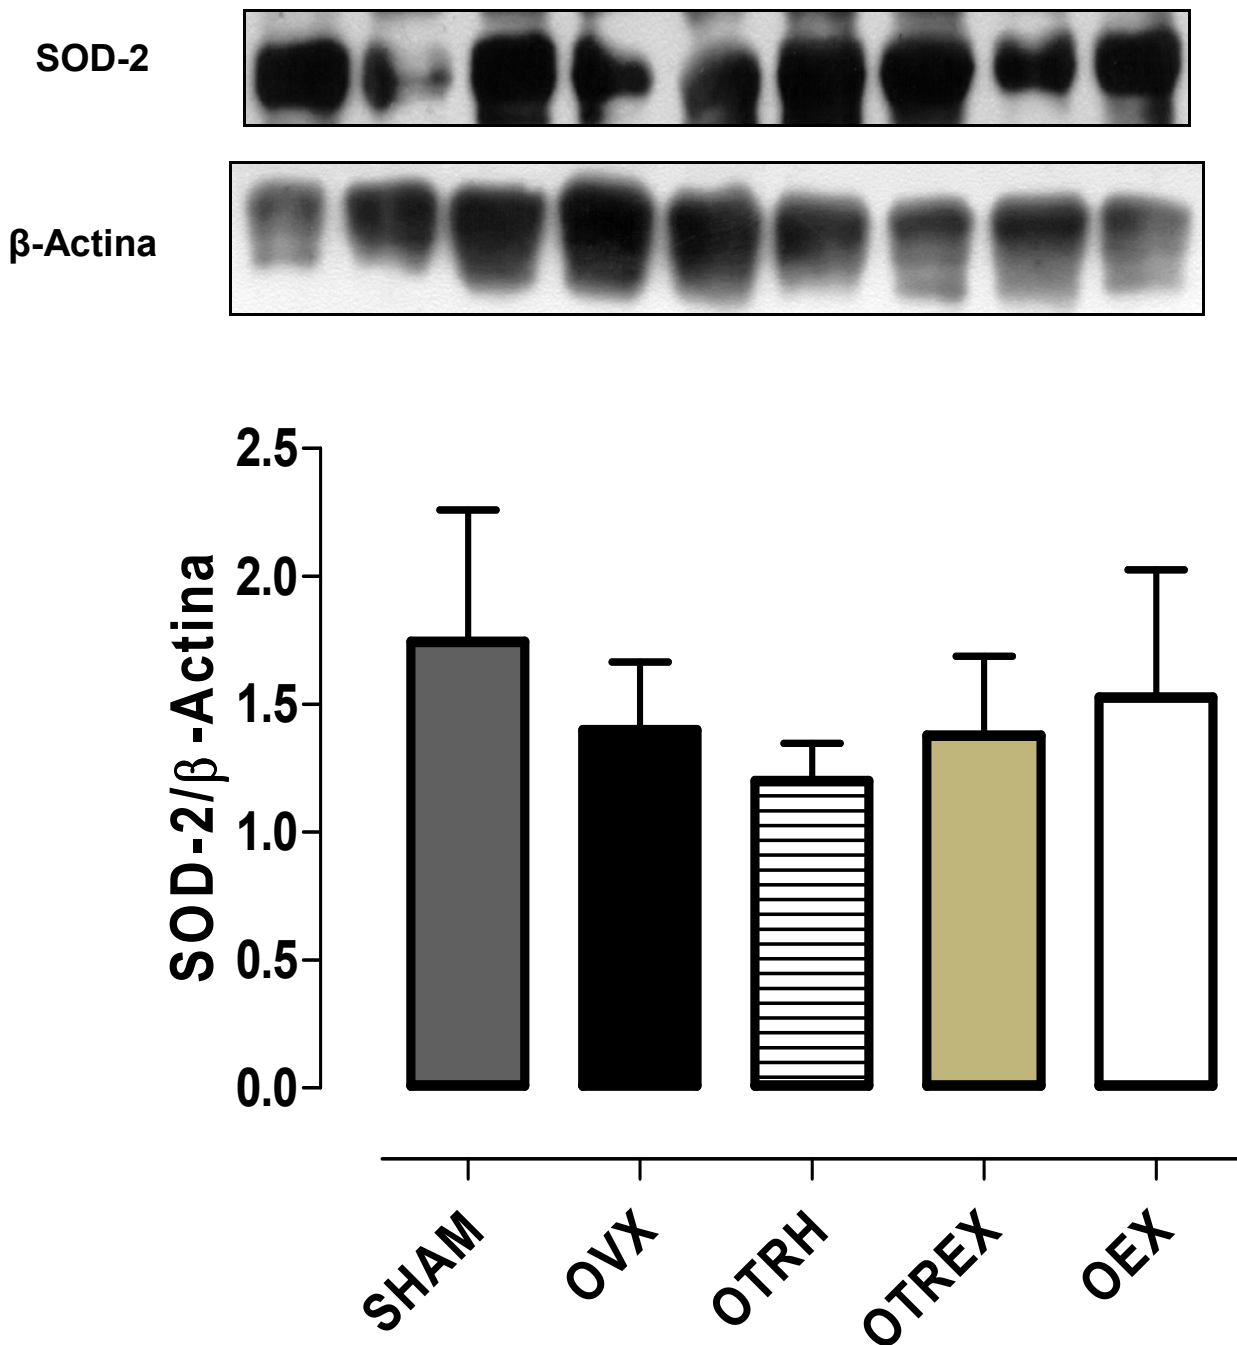 SOD-2
β-Actina
SOD-2/β-Actina
2.5
2.0
1.5
1.0
0.5
0.0
SHAM
OVX
OTRH
OTREX
OEX